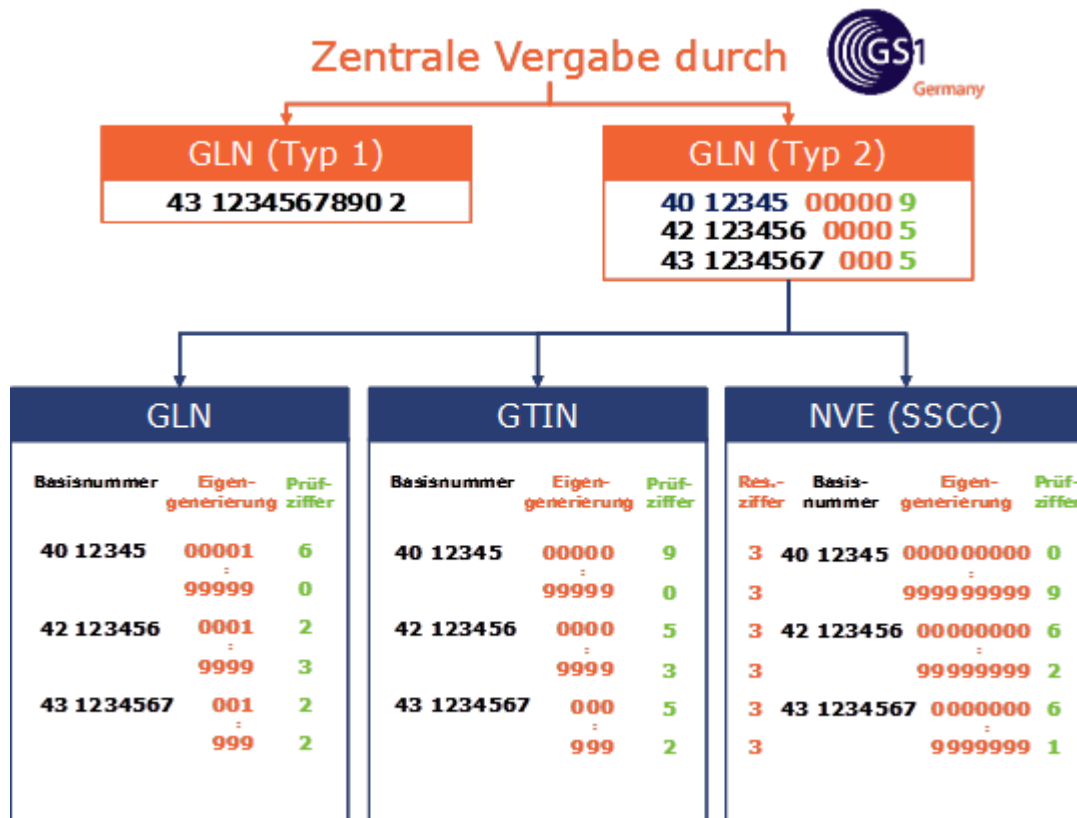 Zentrale Vergabe durch
GS1
Germany
GLN (Typ 1)
43 1234567890 2
GLN (Typ 2)
40 12345 00000 9
42 123456 0000 5
43 1234567 000 5
GLN
Basisnummer Eigen- Prüf-
generierung ziffer
40 12345 00001 6
:
99999 0
42 123456 0001 2
:
9999 3
43 1234567 001 2
:
999 2
GTIN
Basisnummer Eigen- Prüf-
generierung ziffer
40 12345 00000 9
:
99999 0
42 123456 0000 5
:
9999 3
43 1234567 000 5
:
999 2
NVE (SSCC)
Res.- Basis- Eigen- Prüf-
ziffer nummer generierung ziffer
3 40 12345 000000000 0
:
3 999999999 9
3 42 123456 00000000 6
:
3 99999999 2
3 43 1234567 0000000 6
:
3 9999999 1